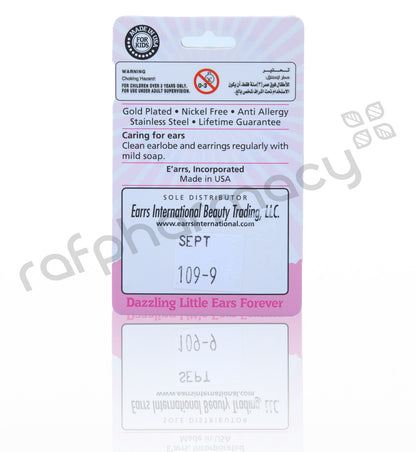 MADE IN USA
FOR KIDS
WARNING
Choking Hazard!
FOR CHILDREN OVER 3 YEARS ONLY.
FOR USE UNDER ADULT SUPERVISION.
0-3
تحذير
خطر الاختناق
Gold Plated • Nickel Free • Anti Allergy
Stainless Steel • Lifetime Guarantee
Caring for ears
Clean earlobe and earrings regularly with
mild soap.
E'arrs, Incorporated
Made in USA
SOLE DISTRIBUTOR
Earrs International Beauty Trading, LLC.
www.earrsinternational.com
SEPT
109-9
Dazzling Little Ears Forever
rafpharmacy